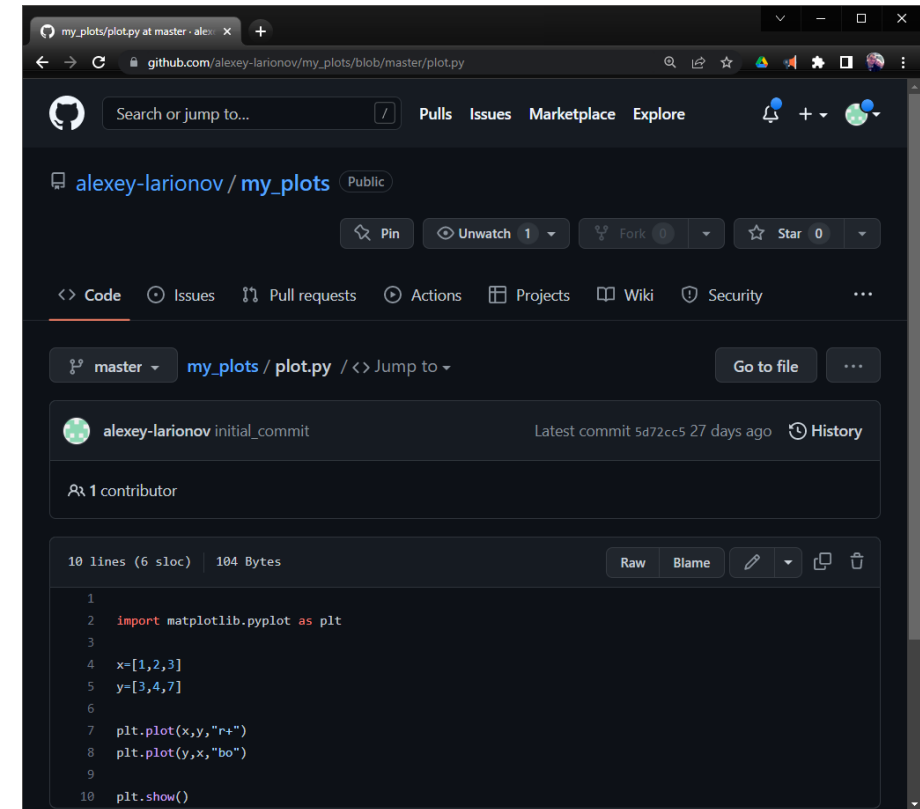 my_plots/plot.py at master · alex
github.com/alexey-larionov/my_plots/blob/master/plot.py
Search or jump to... / Pulls Issues Marketplace Explore
alexey-larionov / my_plots Public
Pin Unwatch 1 Fork 0 Star 0
<> Code Issues Pull requests Actions Projects Wiki Security ...
master my_plots / plot.py / <> Jump to Go to file ...
alexey-larionov initial_commit Latest commit 5d72cc5 27 days ago History
1 contributor
10 lines (6 sloc) 104 Bytes Raw Blame
1
2 import matplotlib.pyplot as plt
3
4 x=[1,2,3]
5 y=[3,4,7]
6
7 plt.plot(x,y,"r+")
8 plt.plot(y,x,"bo")
9
10 plt.show()